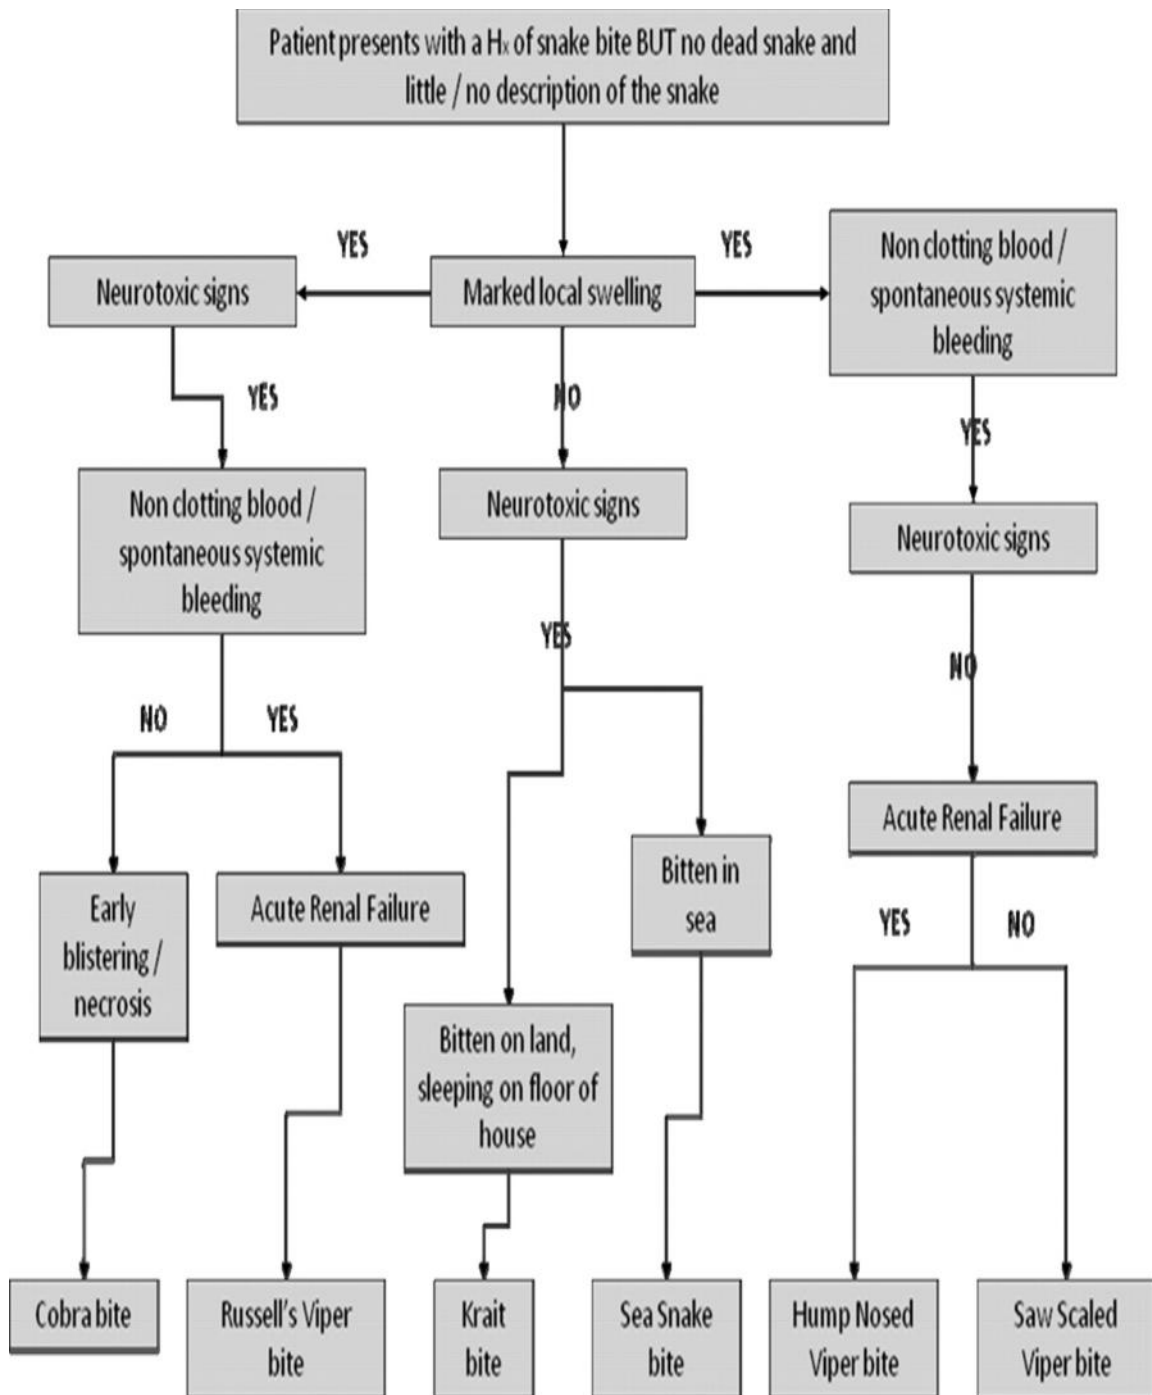 Patient presents with a Hx of snake bite BUT no dead snake and
little / no description of the snake
YES
YES
Neurotoxic signs
Marked local swelling
Non clotting blood /
spontaneous systemic
bleeding
YES
NO
YES
Non clotting blood /
spontaneous systemic
bleeding
Neurotoxic signs
Neurotoxic signs
YES
NO
NO
YES
Acute Renal Failure
Early
blistering /
necrosis
Acute Renal Failure
Bitten in
sea
YES
NO
Bitten on land,
sleeping on floor of
house
Cobra bite
Russell's Viper
bite
Krait
bite
Sea Snake
bite
Hump Nosed
Viper bite
Saw Scaled
Viper bite